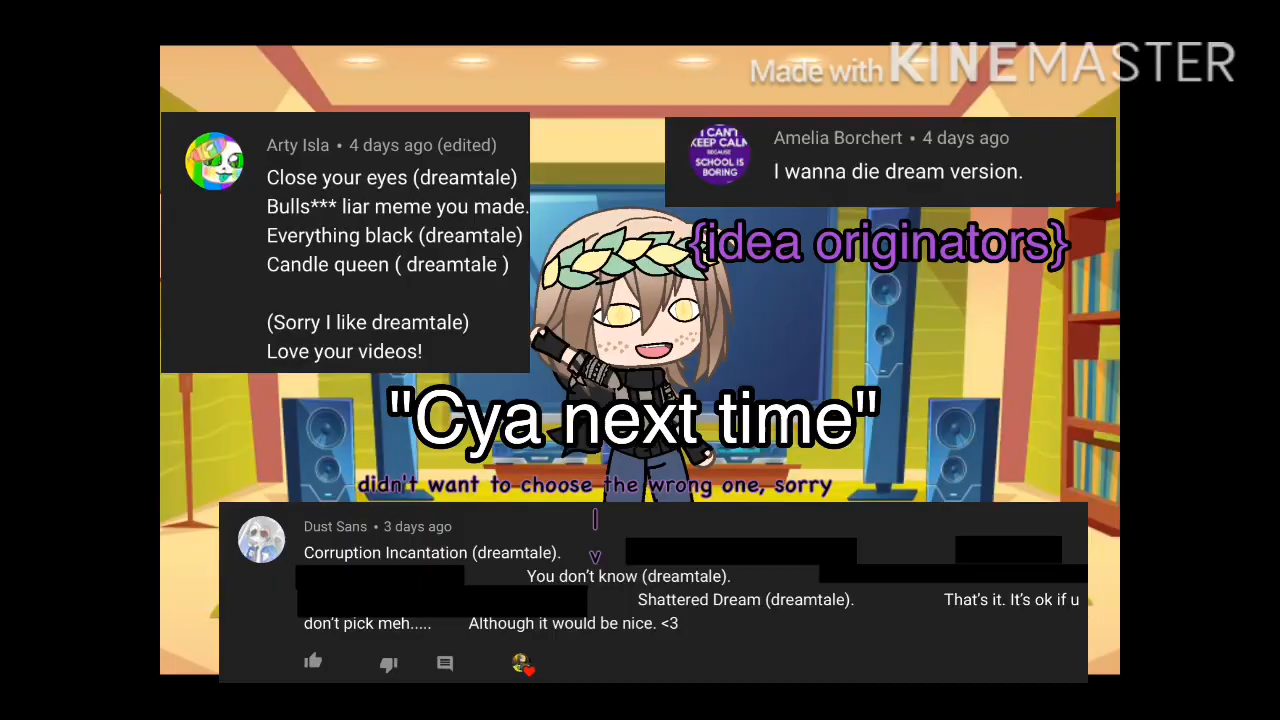 Made with KINEMASTER
Arty Isla • 4 days ago (edited)
Close your eyes (dreamtale)
Bulls*** liar meme you made.
Everything black (dreamtale)
Candle queen ( dreamtale )
(Sorry I like dreamtale)
Love your videos!
I CAN'T
KEEP CALM
BECAUSE
SCHOOL IS
BORING
Amelia Borchert • 4 days ago
I wanna die dream version.
{idea originators}
"Cya next time"
didn't want to choose the wrong one, sorry
Dust Sans • 3 days ago
Corruption Incantation (dreamtale).
You don't know (dreamtale).
Shattered Dream (dreamtale). That's it. It's ok if u
don't pick meh..... Although it would be nice. <3